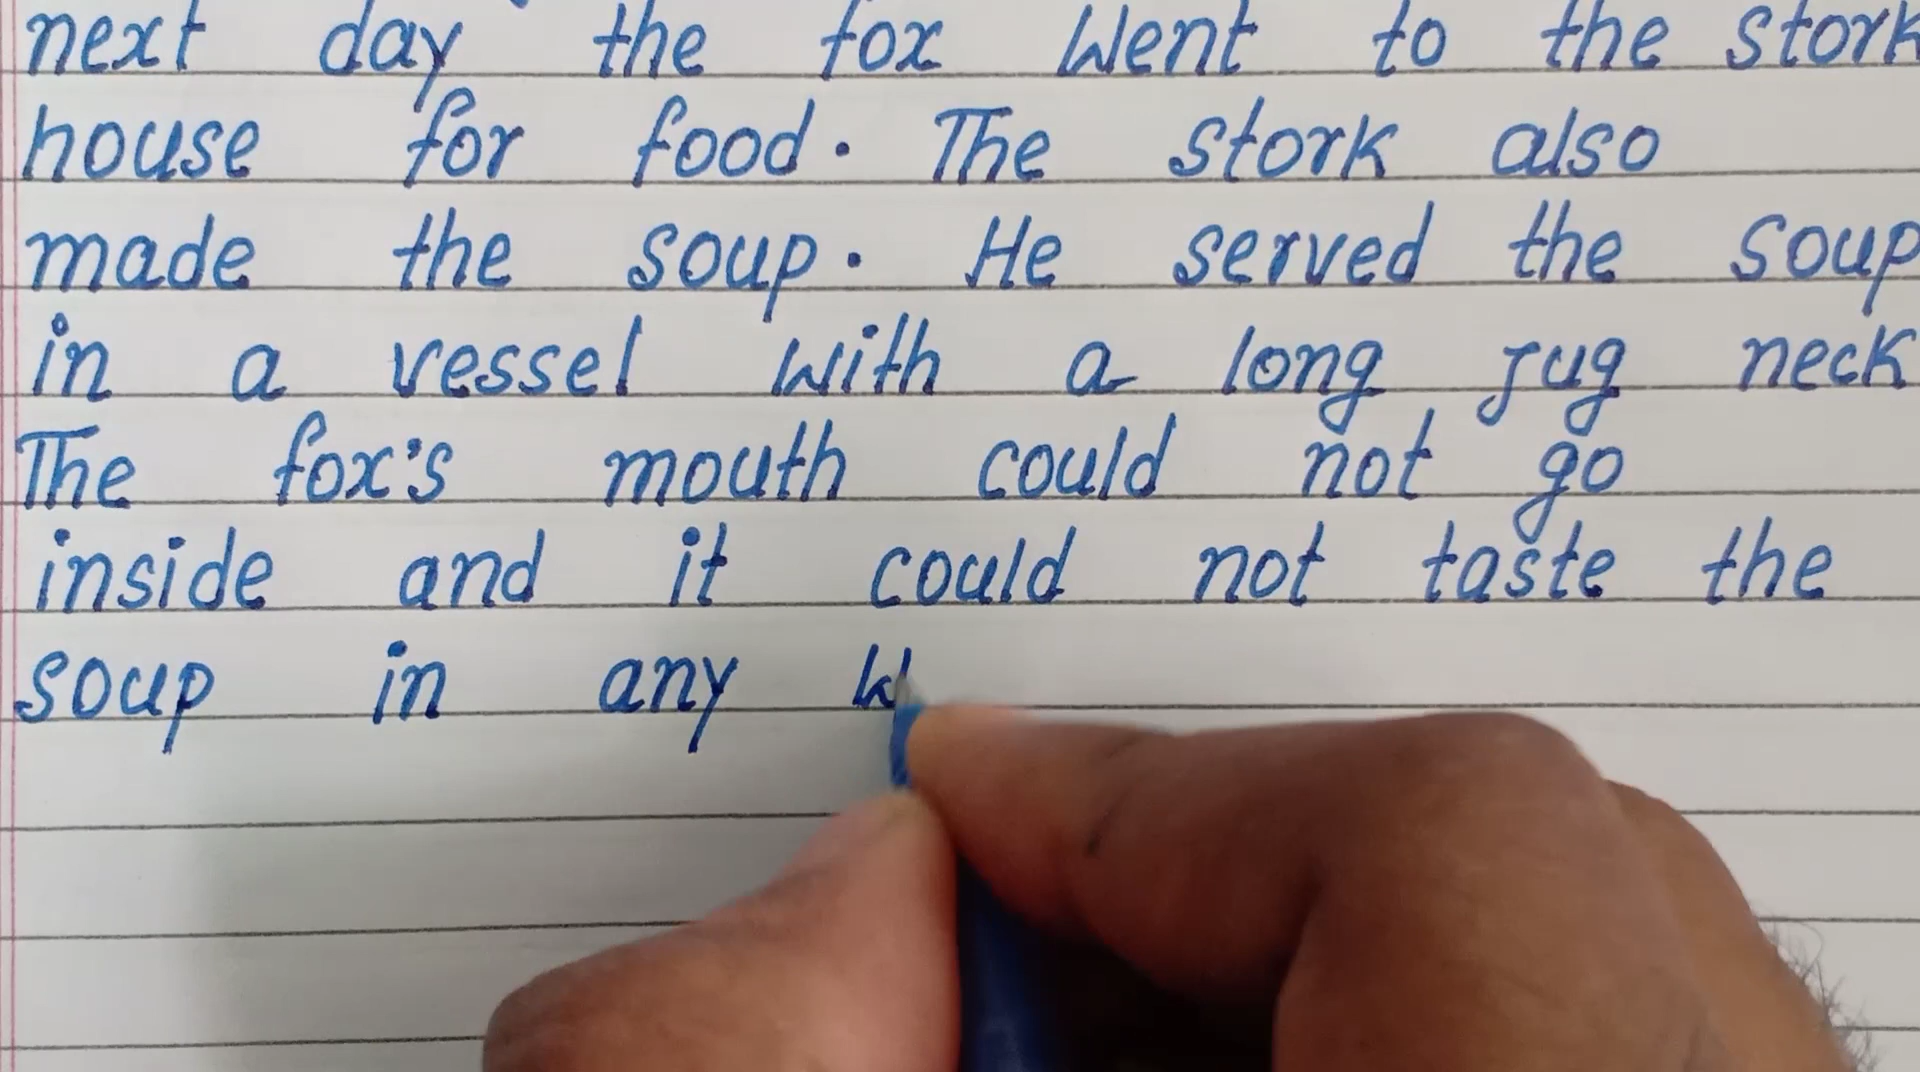 next day the fox went to the stork
house for food. The stork also
made the soup. He served the soup
in a vessel with a long jug neck
The fox's mouth could not go
inside and it could not taste the
soup in any w